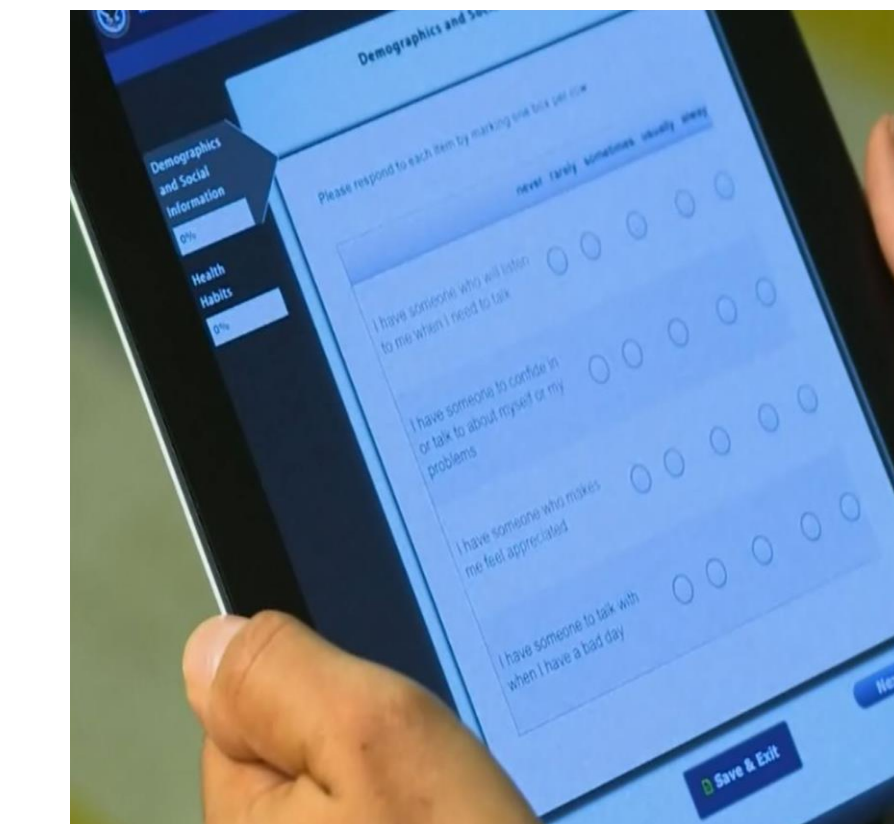 Demographics and
Demographics
and Social
Information
0%
Health
Habits
0%
Please respond to each item by marking one box per row
never rarely sometimes usually alway
I have someone who will listen
to me when I need to talk
I have someone to confide in
or talk to about myself or my
problems
I have someone who makes
me feel appreciated
I have someone to talk with
when I have a bad day
Save & Exit